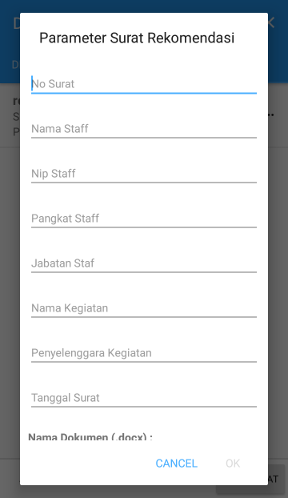 Parameter Surat Rekomendasi
No Surat
Nama Staff
Nip Staff
Pangkat Staff
Jabatan Staf
Nama Kegiatan
Penyelenggara Kegiatan
Tanggal Surat
Nama Dokumen (.docx) :
CANCEL OK